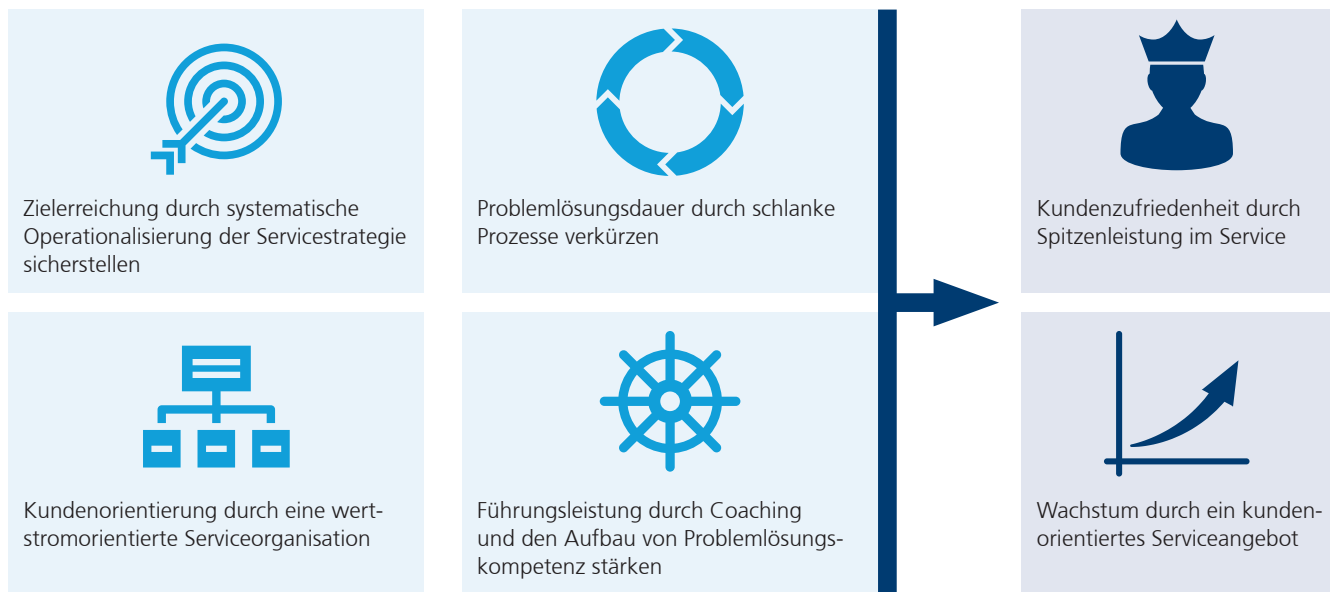 Zielerreichung durch systematische
Operationalisierung der Servicestrategie
sicherstellen
Problemlösungsdauer durch schlanke
Prozesse verkürzen
Kundenzufriedenheit durch
Spitzenleistung im Service
Kundenorientierung durch eine wert-
stromorientierte Serviceorganisation
Führungsleistung durch Coaching
und den Aufbau von Problemlösungs-
kompetenz stärken
Wachstum durch ein kunden-
orientiertes Serviceangebot